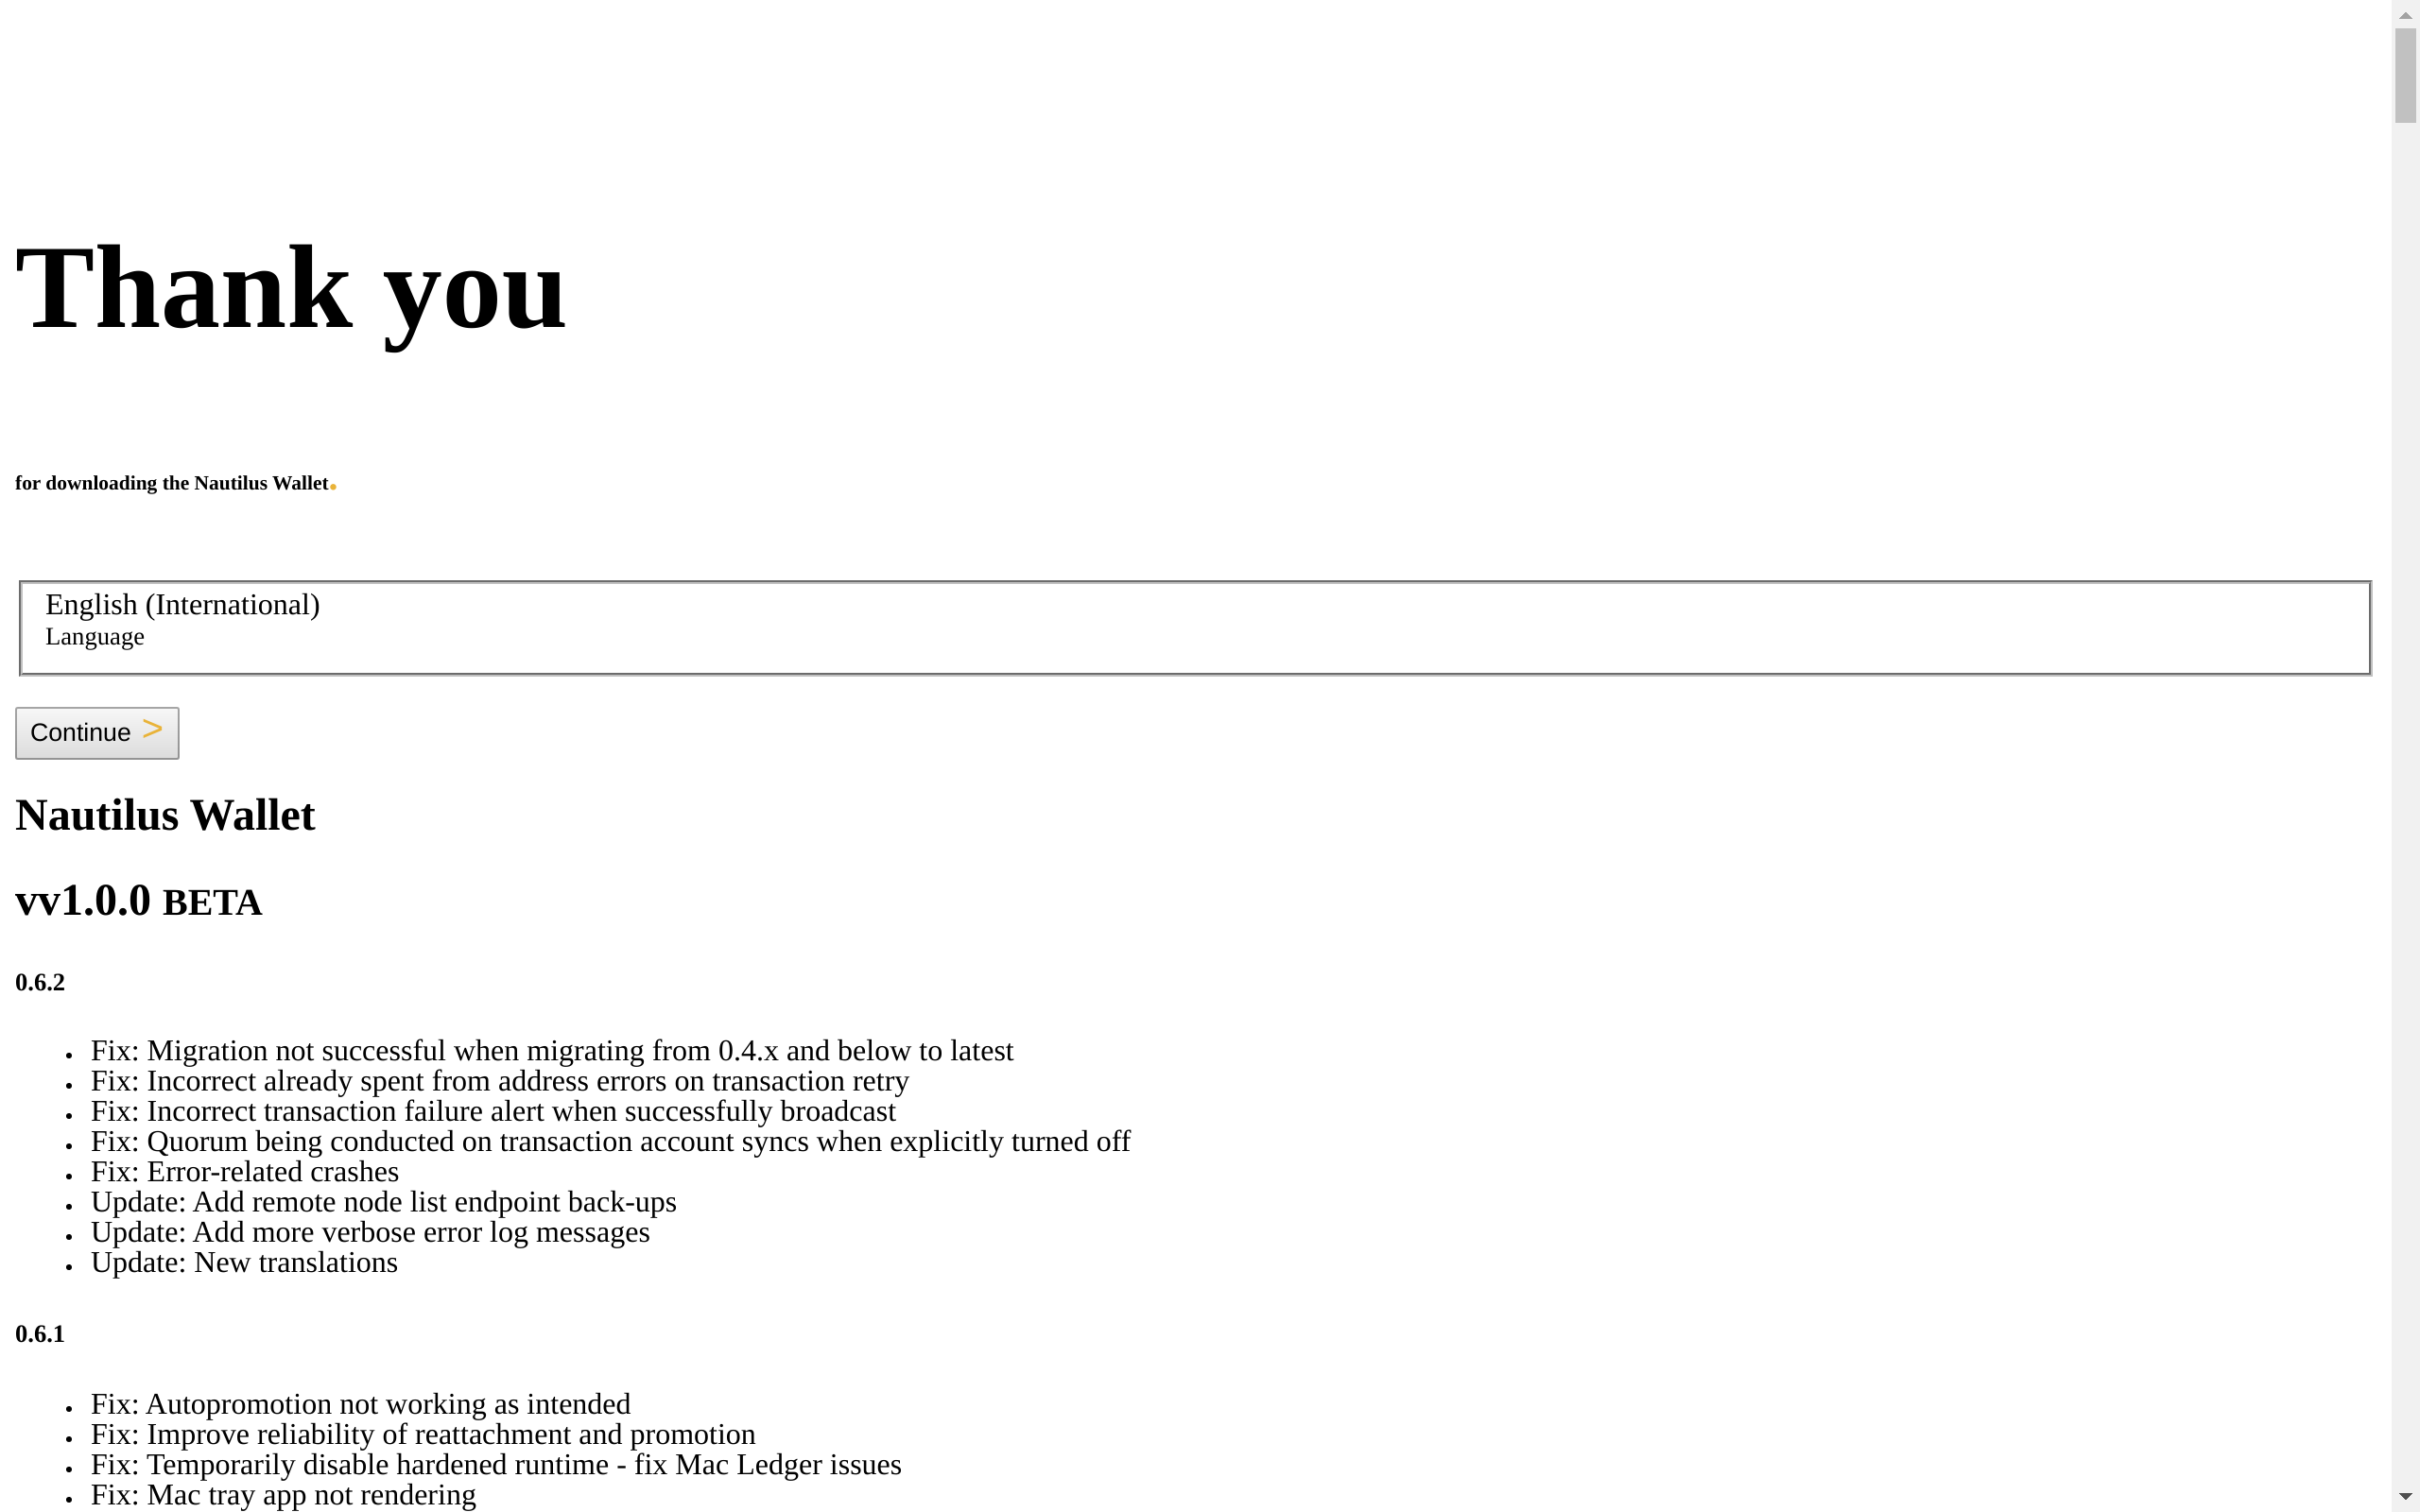 Thank you
for downloading the Nautilus Wallet.
English (International)
Language
Continue >
Nautilus Wallet
vv1.0.0 BETA
0.6.2
Fix: Migration not successful when migrating from 0.4.x and below to latest
Fix: Incorrect already spent from address errors on transaction retry
Fix: Incorrect transaction failure alert when successfully broadcast
Fix: Quorum being conducted on transaction account syncs when explicitly turned off
Fix: Error-related crashes
Update: Add remote node list endpoint back-ups
Update: Add more verbose error log messages
Update: New translations
0.6.1
Fix: Autopromotion not working as intended
Fix: Improve reliability of reattachment and promotion
Fix: Temporarily disable hardened runtime - fix Mac Ledger issues
Fix: Mac tray app not rendering